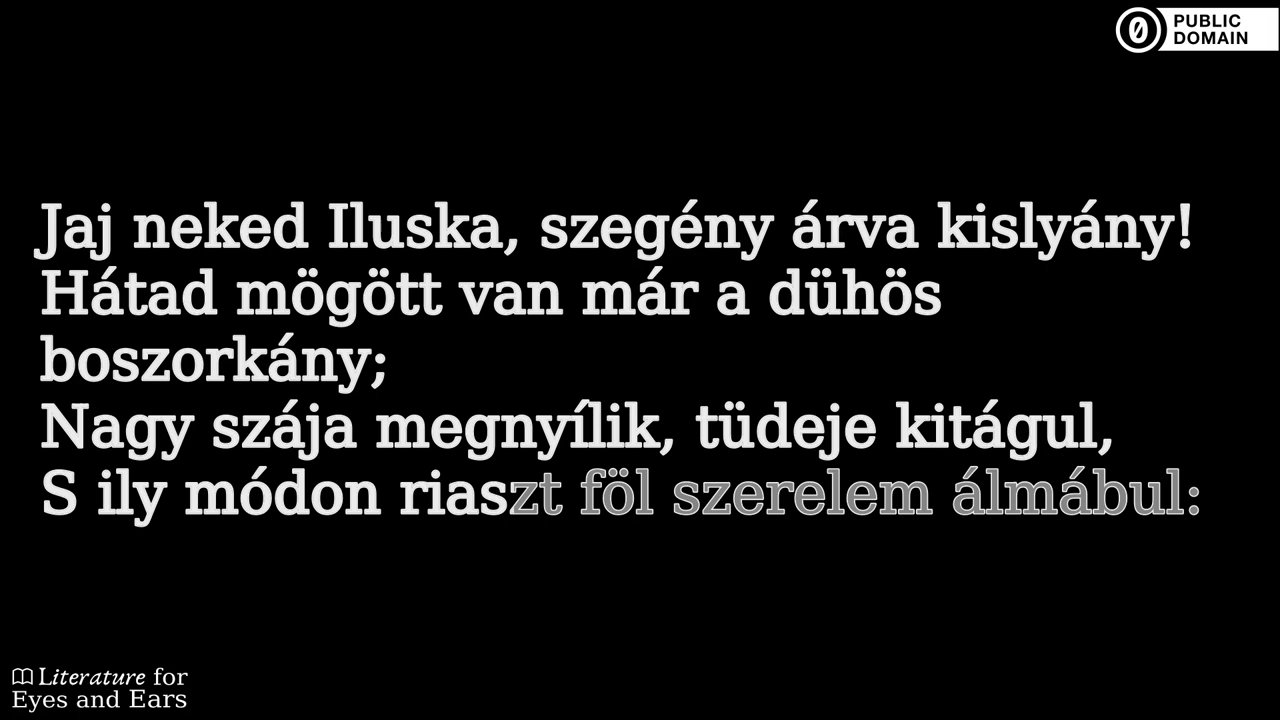 PUBLIC
DOMAIN
Jaj neked Iluska, szegény árva kislyány!
Hátad mögött van már a dühös
boszorkány;
Nagy szája megnyílik, tüdeje kitágul,
S ily módon riaszt föl szerelem álmábul:
Literature for
Eyes and Ears